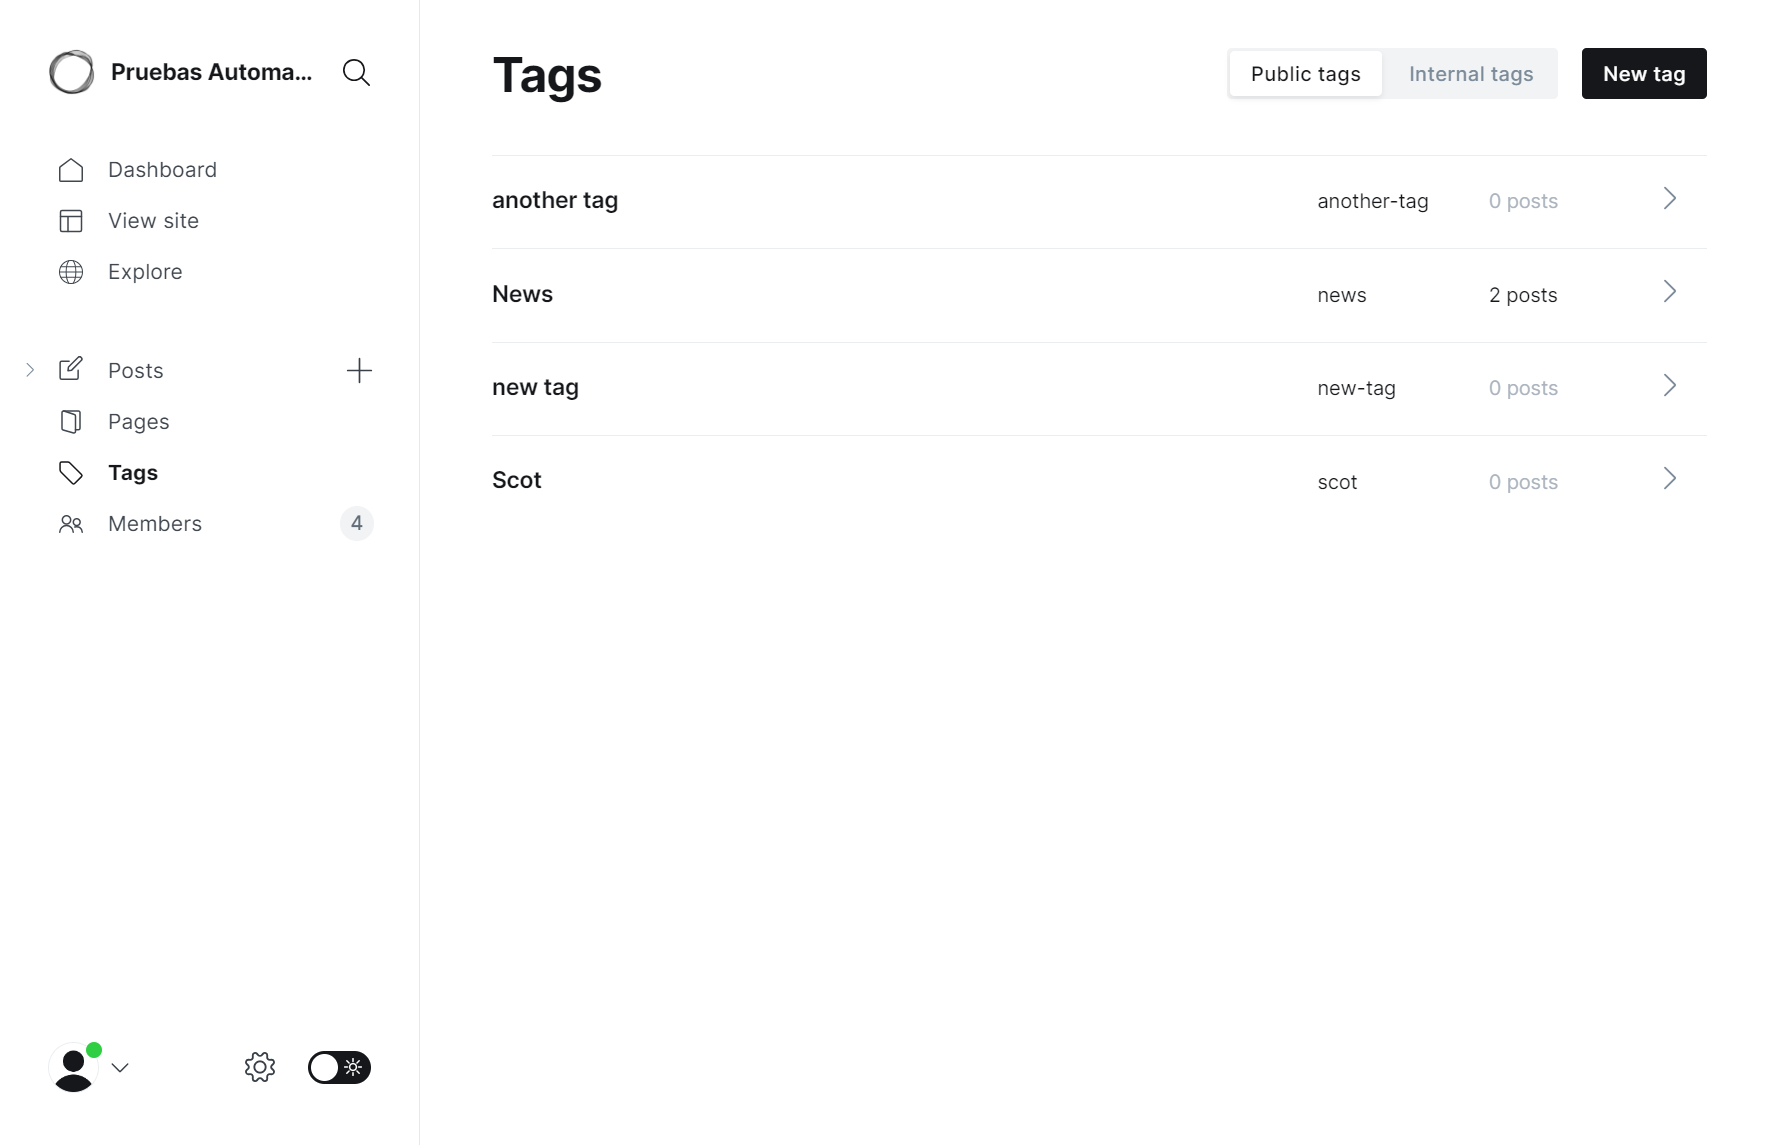 Pruebas Automa...
Dashboard
View site
Explore
Posts
Pages
Tags
Members
4
Tags
Public tags
Internal tags
New tag
another tag
another-tag
0 posts
News
news
2 posts
new tag
new-tag
0 posts
Scot
scot
0 posts